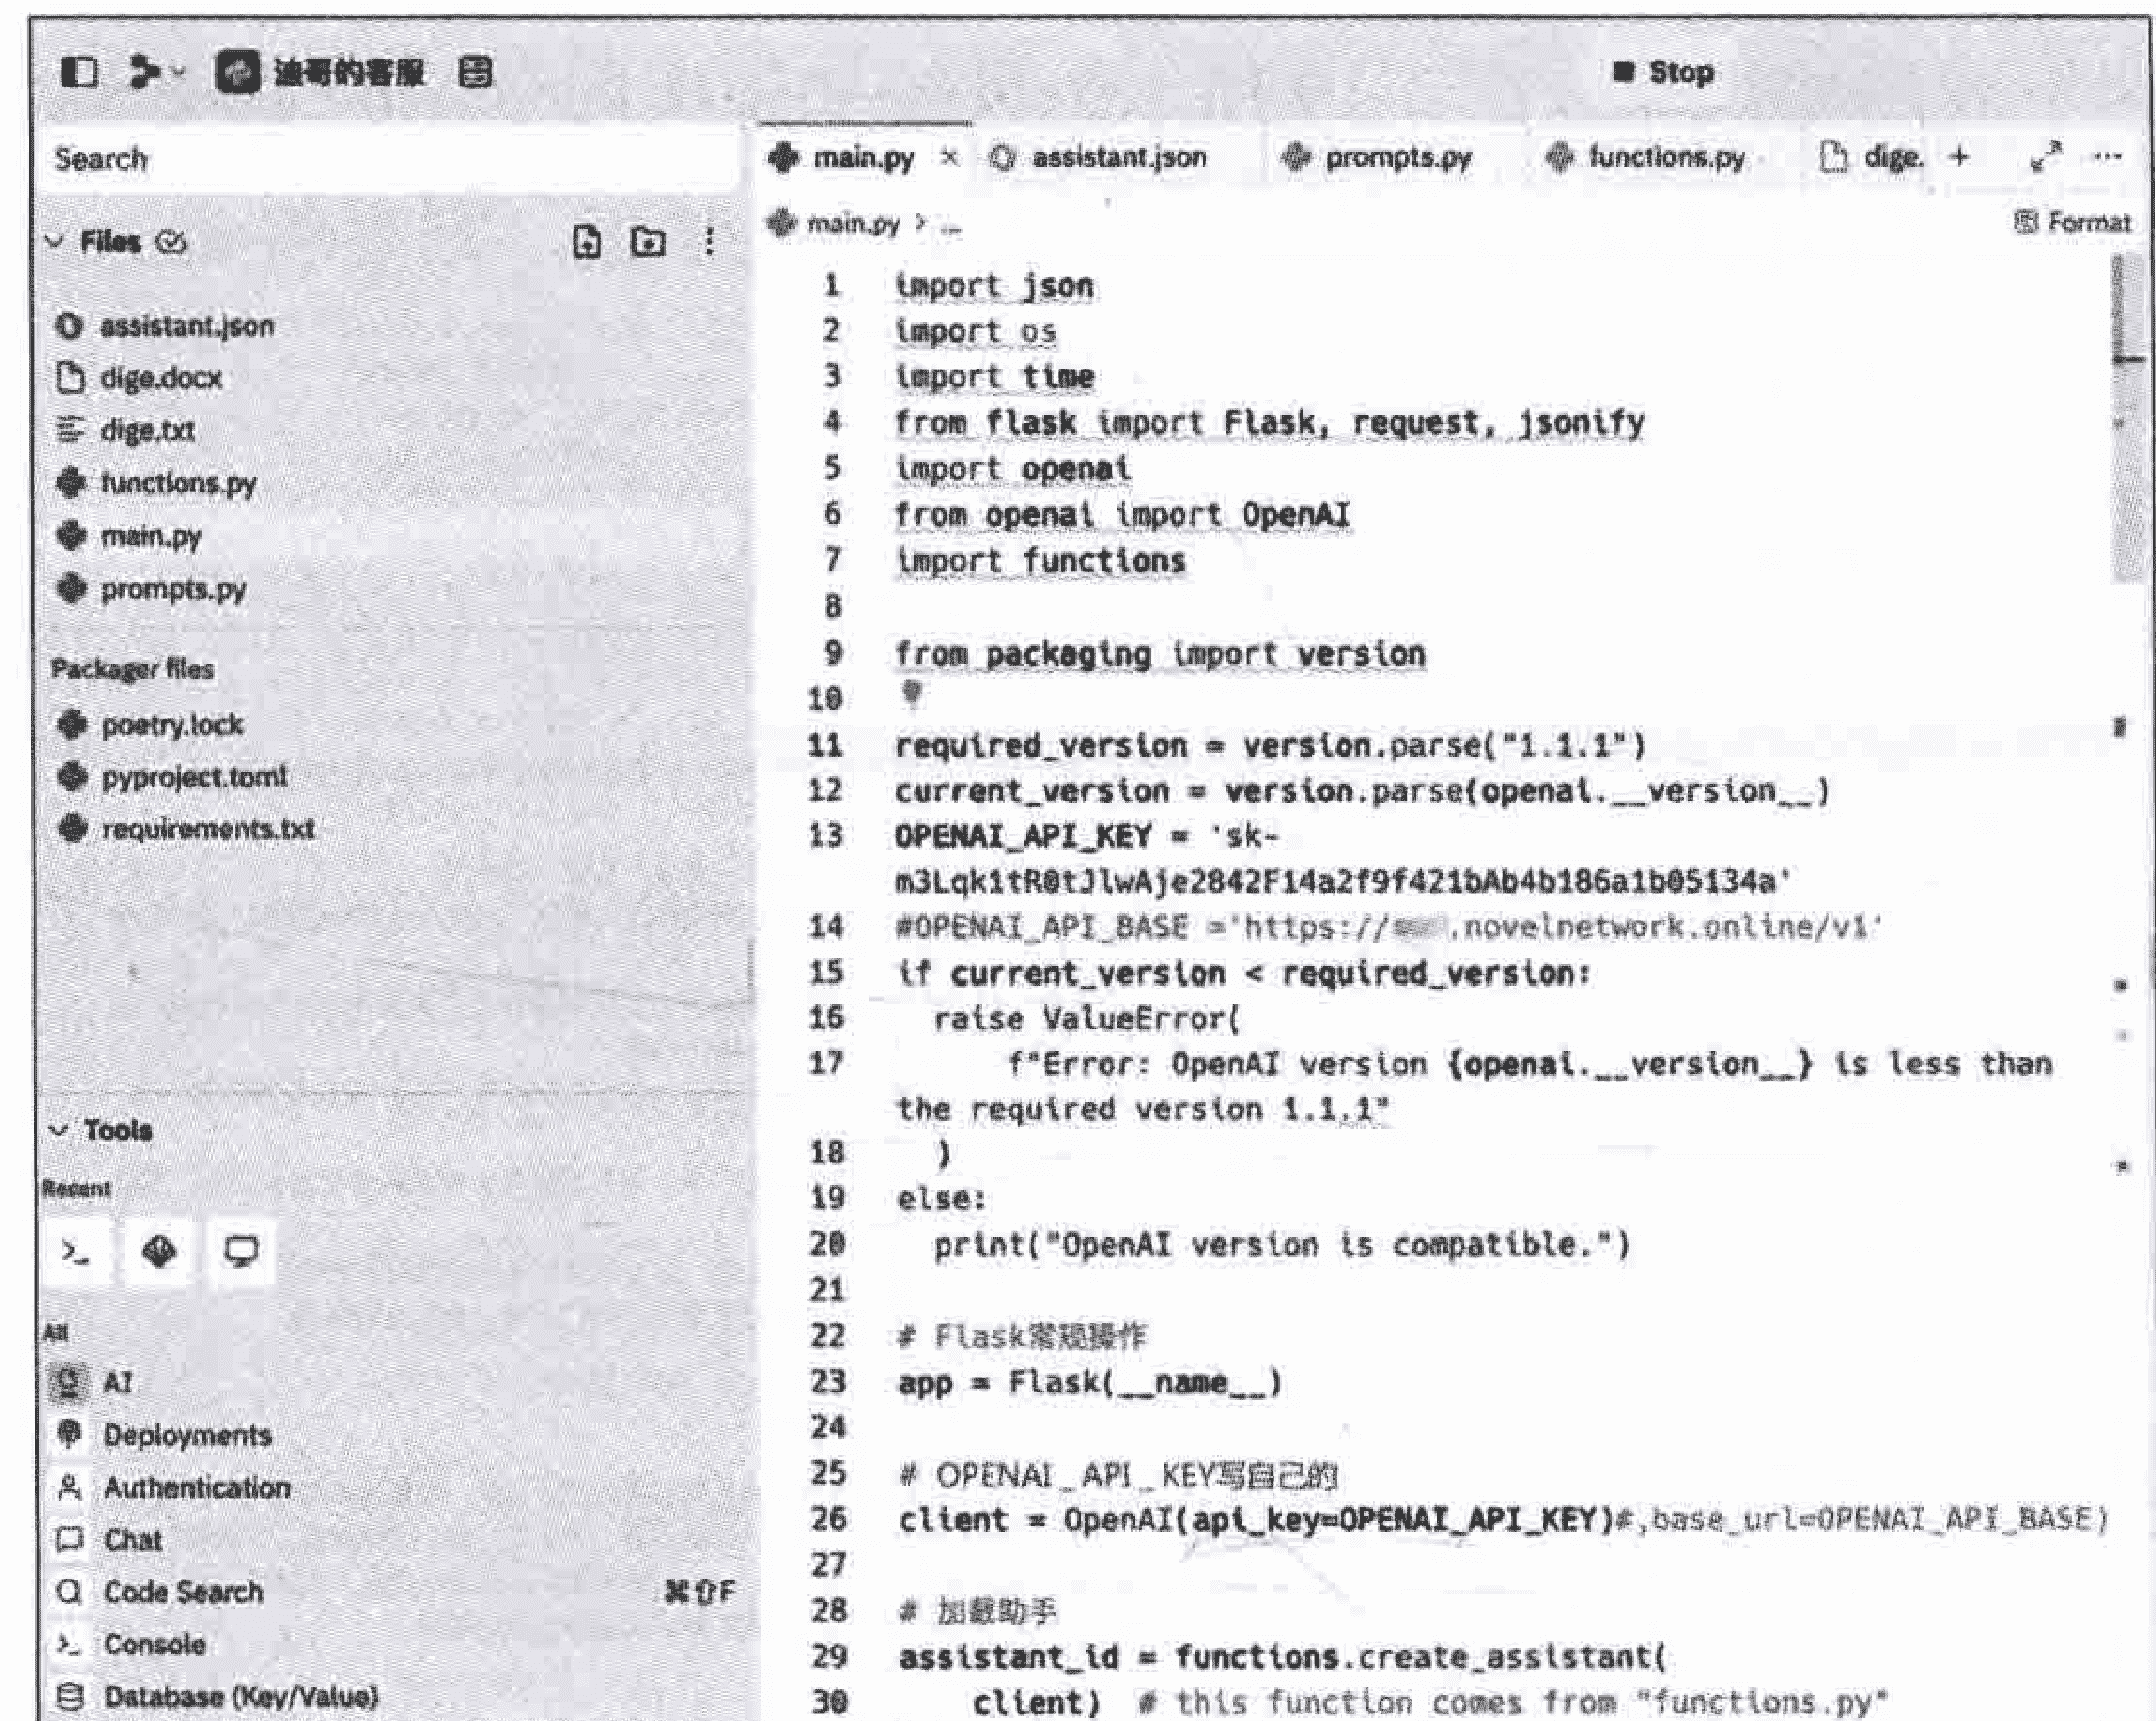 迪哥的客服
Stop
Search
Files
assistant.json
dige.docx
dige.txt
functions.py
main.py
prompts.py
Packager files
poetry.lock
pyproject.toml
requirements.txt
Tools
Recent
All
AI
Deployments
Authentication
Chat
Code Search ⌘⇧F
Console
Database (Key/Value)
main.py × assistant.json prompts.py functions.py dige. + ...
main.py > ...
Format
1 import json
2 import os
3 import time
4 from flask import Flask, request, jsonify
5 import openai
6 from openai import OpenAI
7 import functions
8
9 from packaging import version
10
11 required_version = version.parse("1.1.1")
12 current_version = version.parse(openai.__version__)
13 OPENAI_API_KEY = 'sk-
m3Lqk1tR0tJlwAje2842F14a2f9f421bAb4b186a1b05134a'
14 #OPENAI_API_BASE ='https:// .novelnetwork.online/v1'
15 if current_version < required_version:
16 raise ValueError(
17 f"Error: OpenAI version {openai.__version__} is less than
the required version 1.1.1"
18 )
19 else:
20 print("OpenAI version is compatible.")
21
22 # Flask常规操作
23 app = Flask(__name__)
24
25 # OPENAI_API_KEY写自己的
26 client = OpenAI(api_key=OPENAI_API_KEY)#,base_url=OPENAI_API_BASE)
27
28 # 加载助手
29 assistant_id = functions.create_assistant(
30 client) # this function comes from "functions.py"